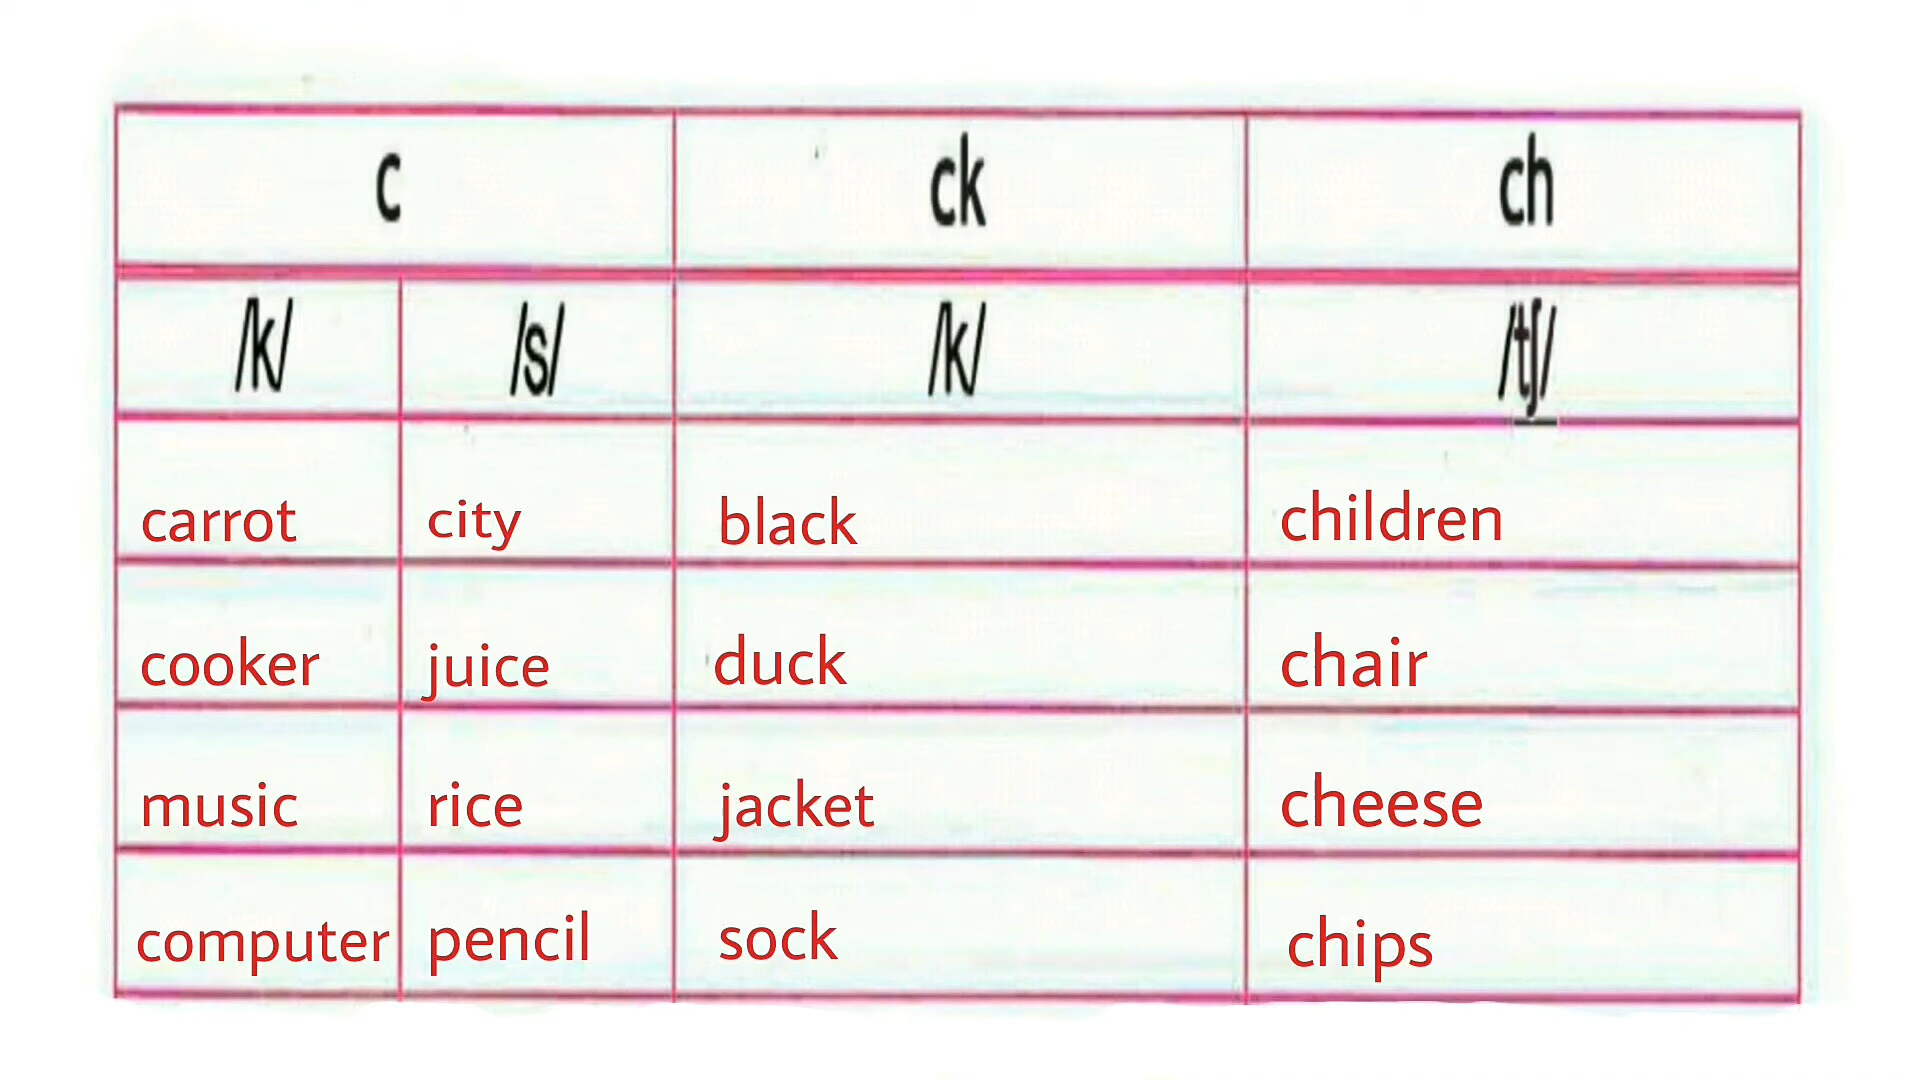 c ck ch
/k/ /s/ /k/ /tʃ/
carrot city black children
cooker juice duck chair
music rice jacket cheese
computer pencil sock chips